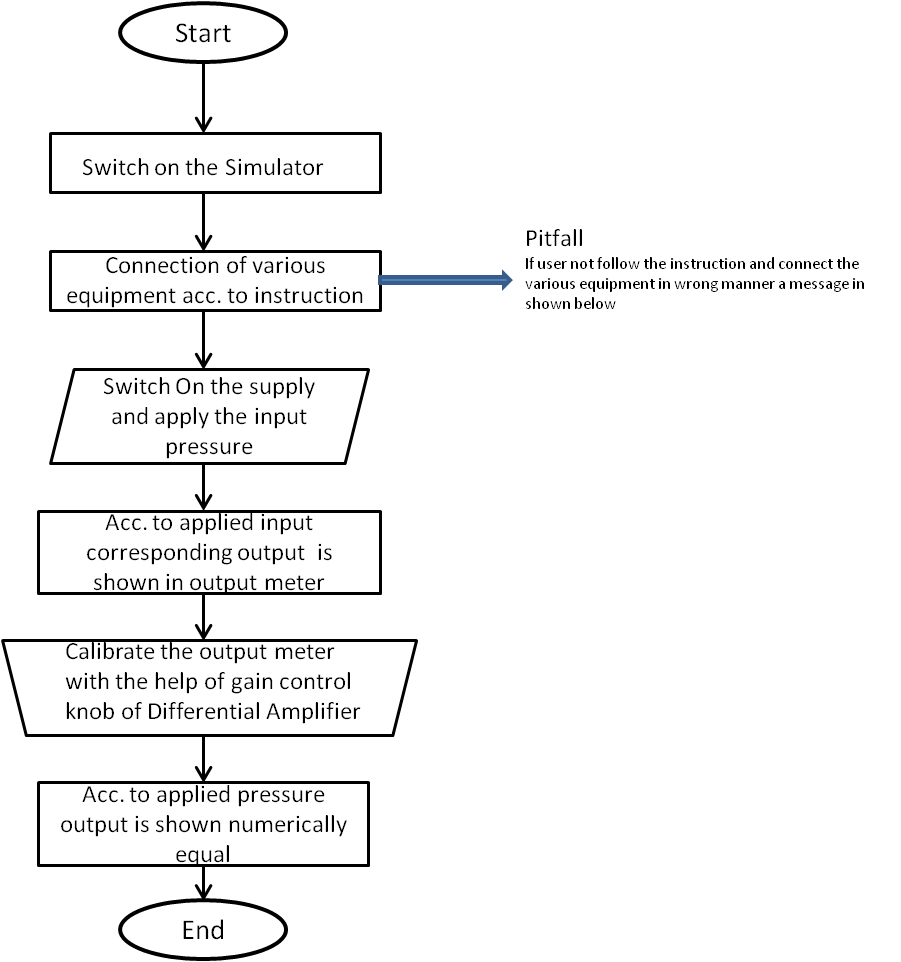 Start
Switch on the Simulator
Connection of various
equipment acc. to instruction
Pitfall
If user not follow the instruction and connect the
various equipment in wrong manner a message in
shown below
Switch On the supply
and apply the input
pressure
Acc. to applied input
corresponding output is
shown in output meter
Calibrate the output meter
with the help of gain control
knob of Differential Amplifier
Acc. to applied pressure
output is shown numerically
equal
End